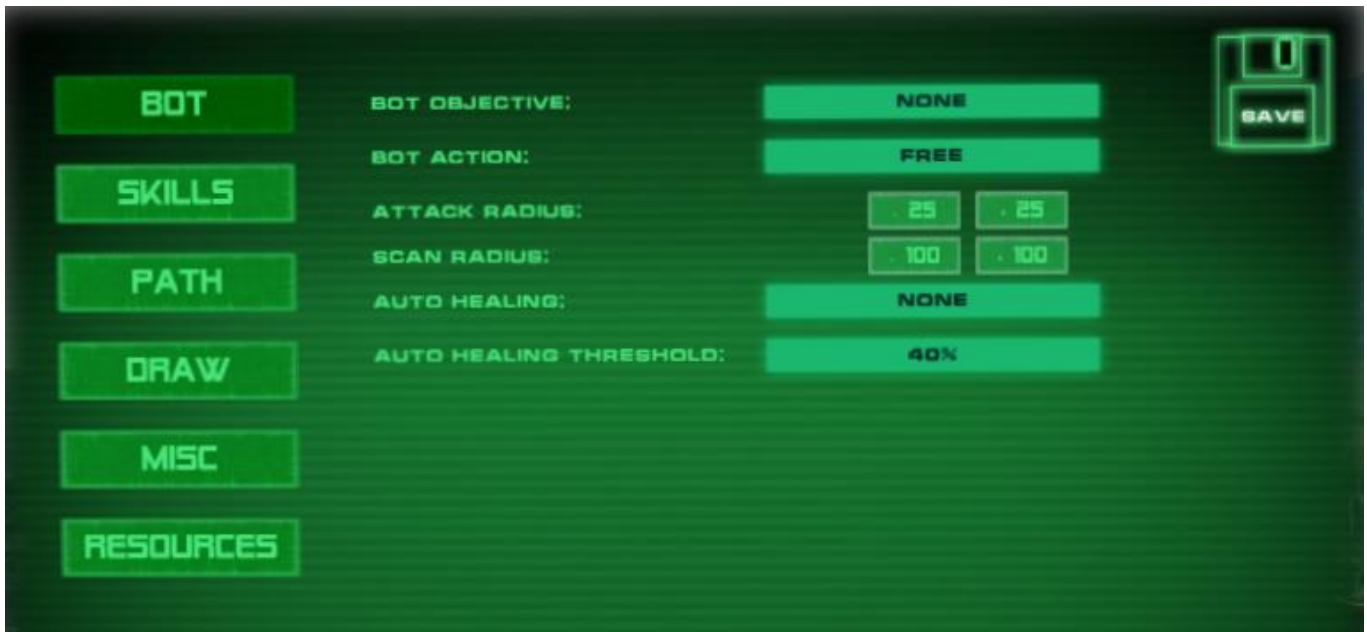 BOT
SKILLS
PATH
DRAW
MISC
RESOURCES
BOT OBJECTIVE: NONE
BOT ACTION: FREE
ATTACK RADIUS: 25 25
SCAN RADIUS: 100 100
AUTO HEALING: NONE
AUTO HEALING THRESHOLD: 40%
SAVE